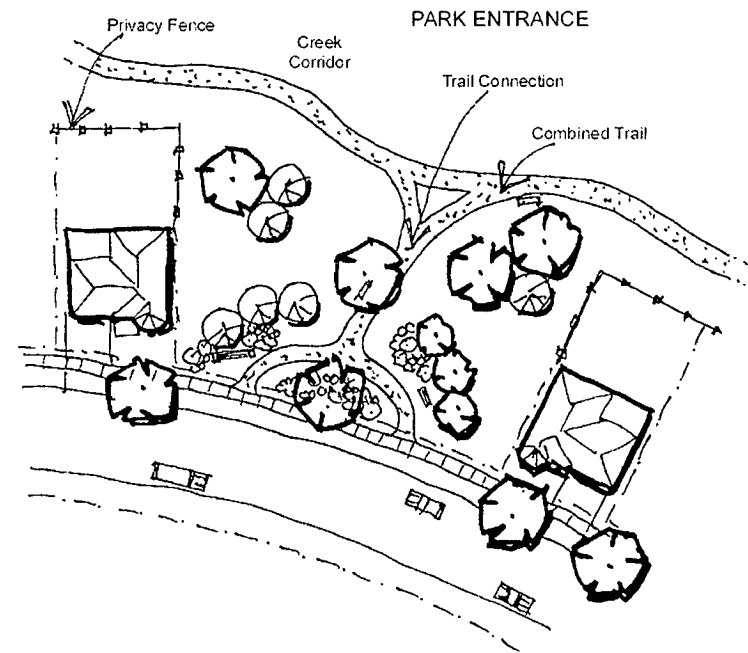 PARK ENTRANCE
Privacy Fence
Creek
Corridor
Trail Connection
Combined Trail